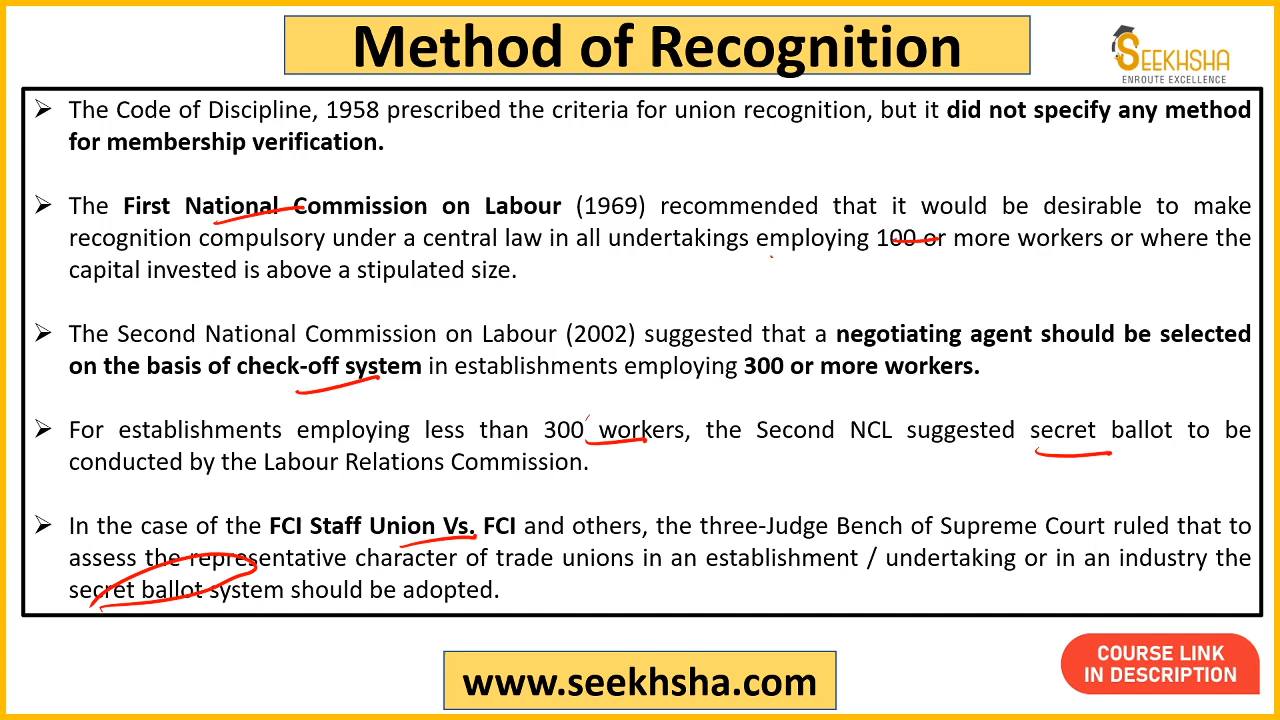 Method of Recognition
SEEKHSHA
ENROUTE EXCELLENCE
➢ The Code of Discipline, 1958 prescribed the criteria for union recognition, but it did not specify any method
for membership verification.
➢ The First National Commission on Labour (1969) recommended that it would be desirable to make
recognition compulsory under a central law in all undertakings employing 100 or more workers or where the
capital invested is above a stipulated size.
➢ The Second National Commission on Labour (2002) suggested that a negotiating agent should be selected
on the basis of check-off system in establishments employing 300 or more workers.
➢ For establishments employing less than 300 workers, the Second NCL suggested secret ballot to be
conducted by the Labour Relations Commission.
➢ In the case of the FCI Staff Union Vs. FCI and others, the three-Judge Bench of Supreme Court ruled that to
assess the representative character of trade unions in an establishment / undertaking or in an industry the
secret ballot system should be adopted.
COURSE LINK
IN DESCRIPTION
www.seekhsha.com